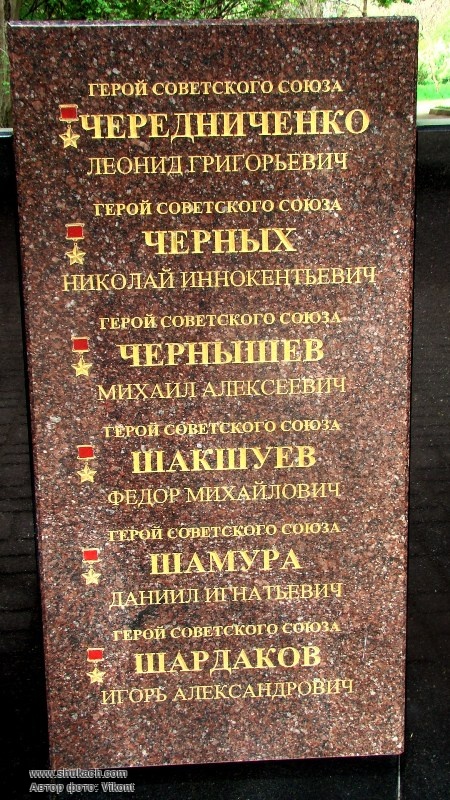 ГЕРОЙ СОВЕТСКОГО СОЮЗА
ЧЕРЕДНИЧЕНКО
ЛЕОНИД ГРИГОРЬЕВИЧ
ГЕРОЙ СОВЕТСКОГО СОЮЗА
ЧЕРНЫХ
НИКОЛАЙ ИННОКЕНТЬЕВИЧ
ГЕРОЙ СОВЕТСКОГО СОЮЗА
ЧЕРНЫШЕВ
МИХАИЛ АЛЕКСЕЕВИЧ
ГЕРОЙ СОВЕТСКОГО СОЮЗА
ШАКШУЕВ
ФЕДОР МИХАЙЛОВИЧ
ГЕРОЙ СОВЕТСКОГО СОЮЗА
ШАМУРА
ДАНИИЛ ИГНАТЬЕВИЧ
ГЕРОЙ СОВЕТСКОГО СОЮЗА
ШАРДАКОВ
ИГОРЬ АЛЕКСАНДРОВИЧ
www.shukach.com
Автор фото: Vikont